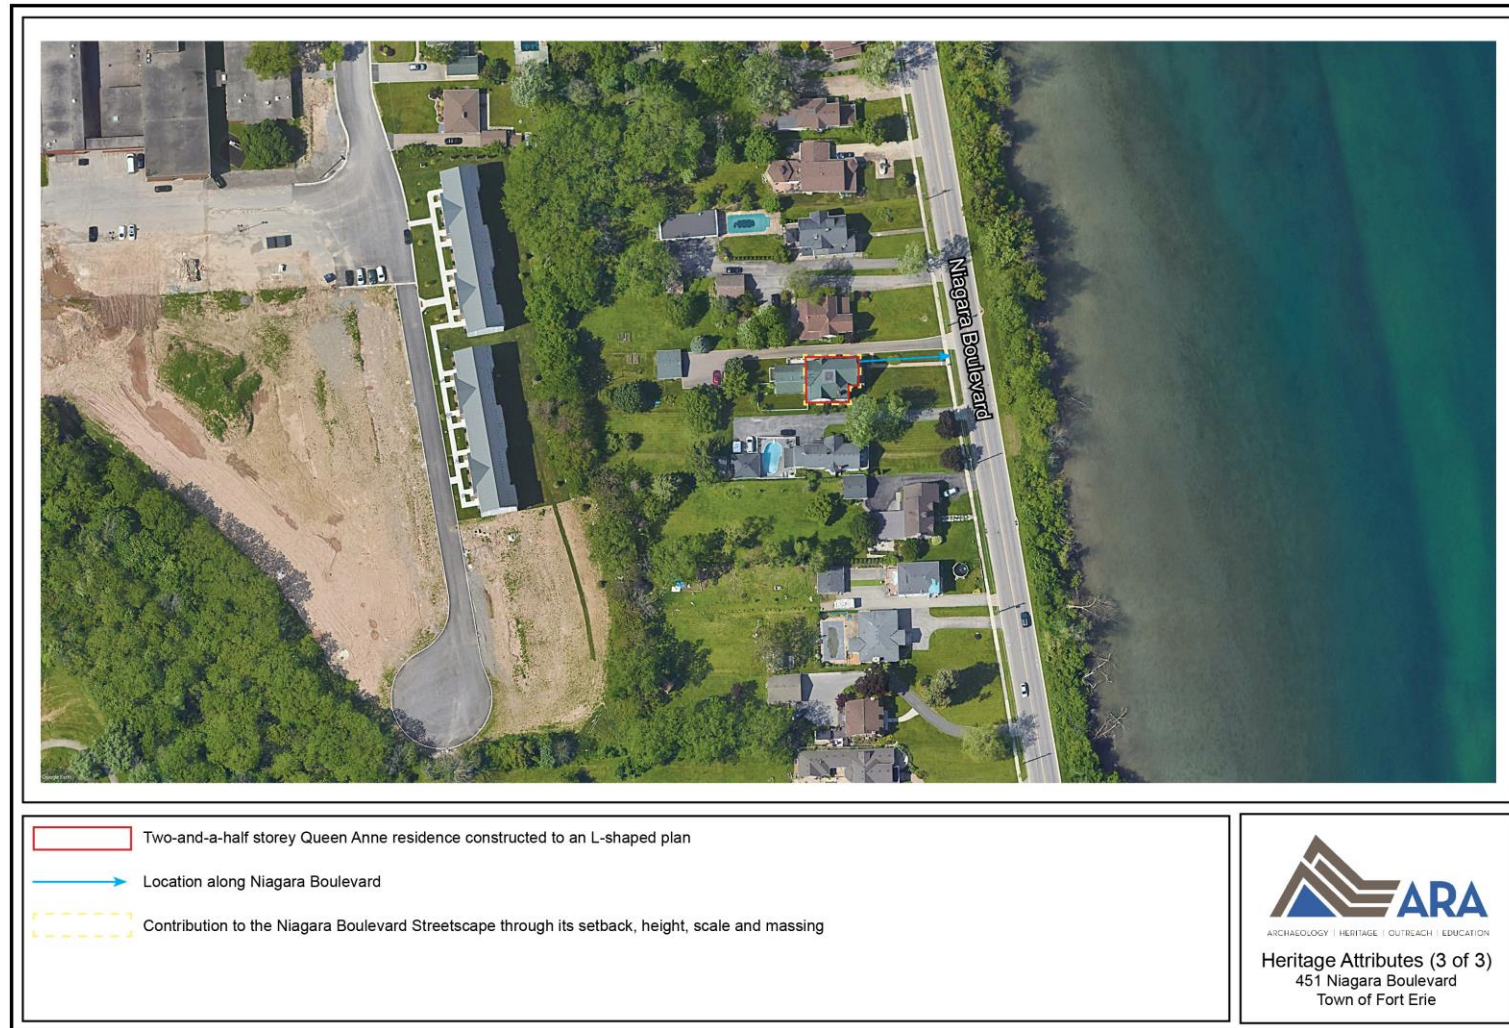 Niagara Boulevard
Google Earth
Two-and-a-half storey Queen Anne residence constructed to an L-shaped plan
Location along Niagara Boulevard
Contribution to the Niagara Boulevard Streetscape through its setback, height, scale and massing
ARA
ARCHAEOLOGY | HERITAGE | OUTREACH | EDUCATION
Heritage Attributes (3 of 3)
451 Niagara Boulevard
Town of Fort Erie